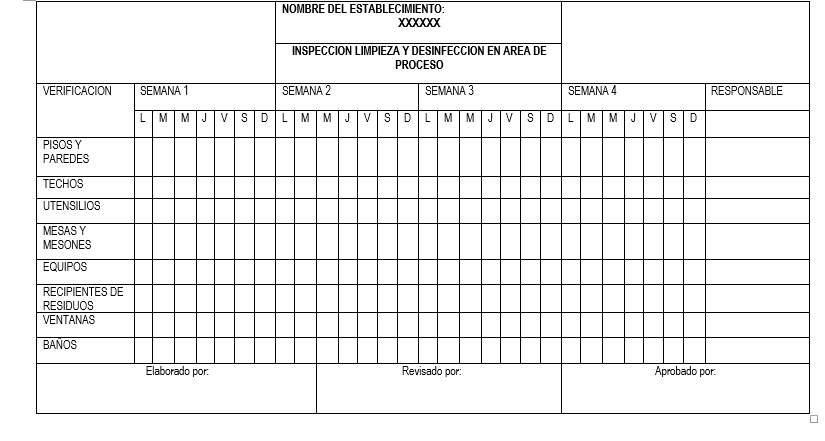 NOMBRE DEL ESTABLECIMIENTO:
XXXXXX
INSPECCION LIMPIEZA Y DESINFECCION EN AREA DE
PROCESO
VERIFICACION SEMANA 1 SEMANA 2 SEMANA 3 SEMANA 4 RESPONSABLE
L M M J V S D L M M J V S D L M M J V S D L M M J V S D
PISOS Y
PAREDES
TECHOS
UTENSILIOS
MESAS Y
MESONES
EQUIPOS
RECIPIENTES DE
RESIDUOS
VENTANAS
BAÑOS
Elaborado por: Revisado por: Aprobado por: